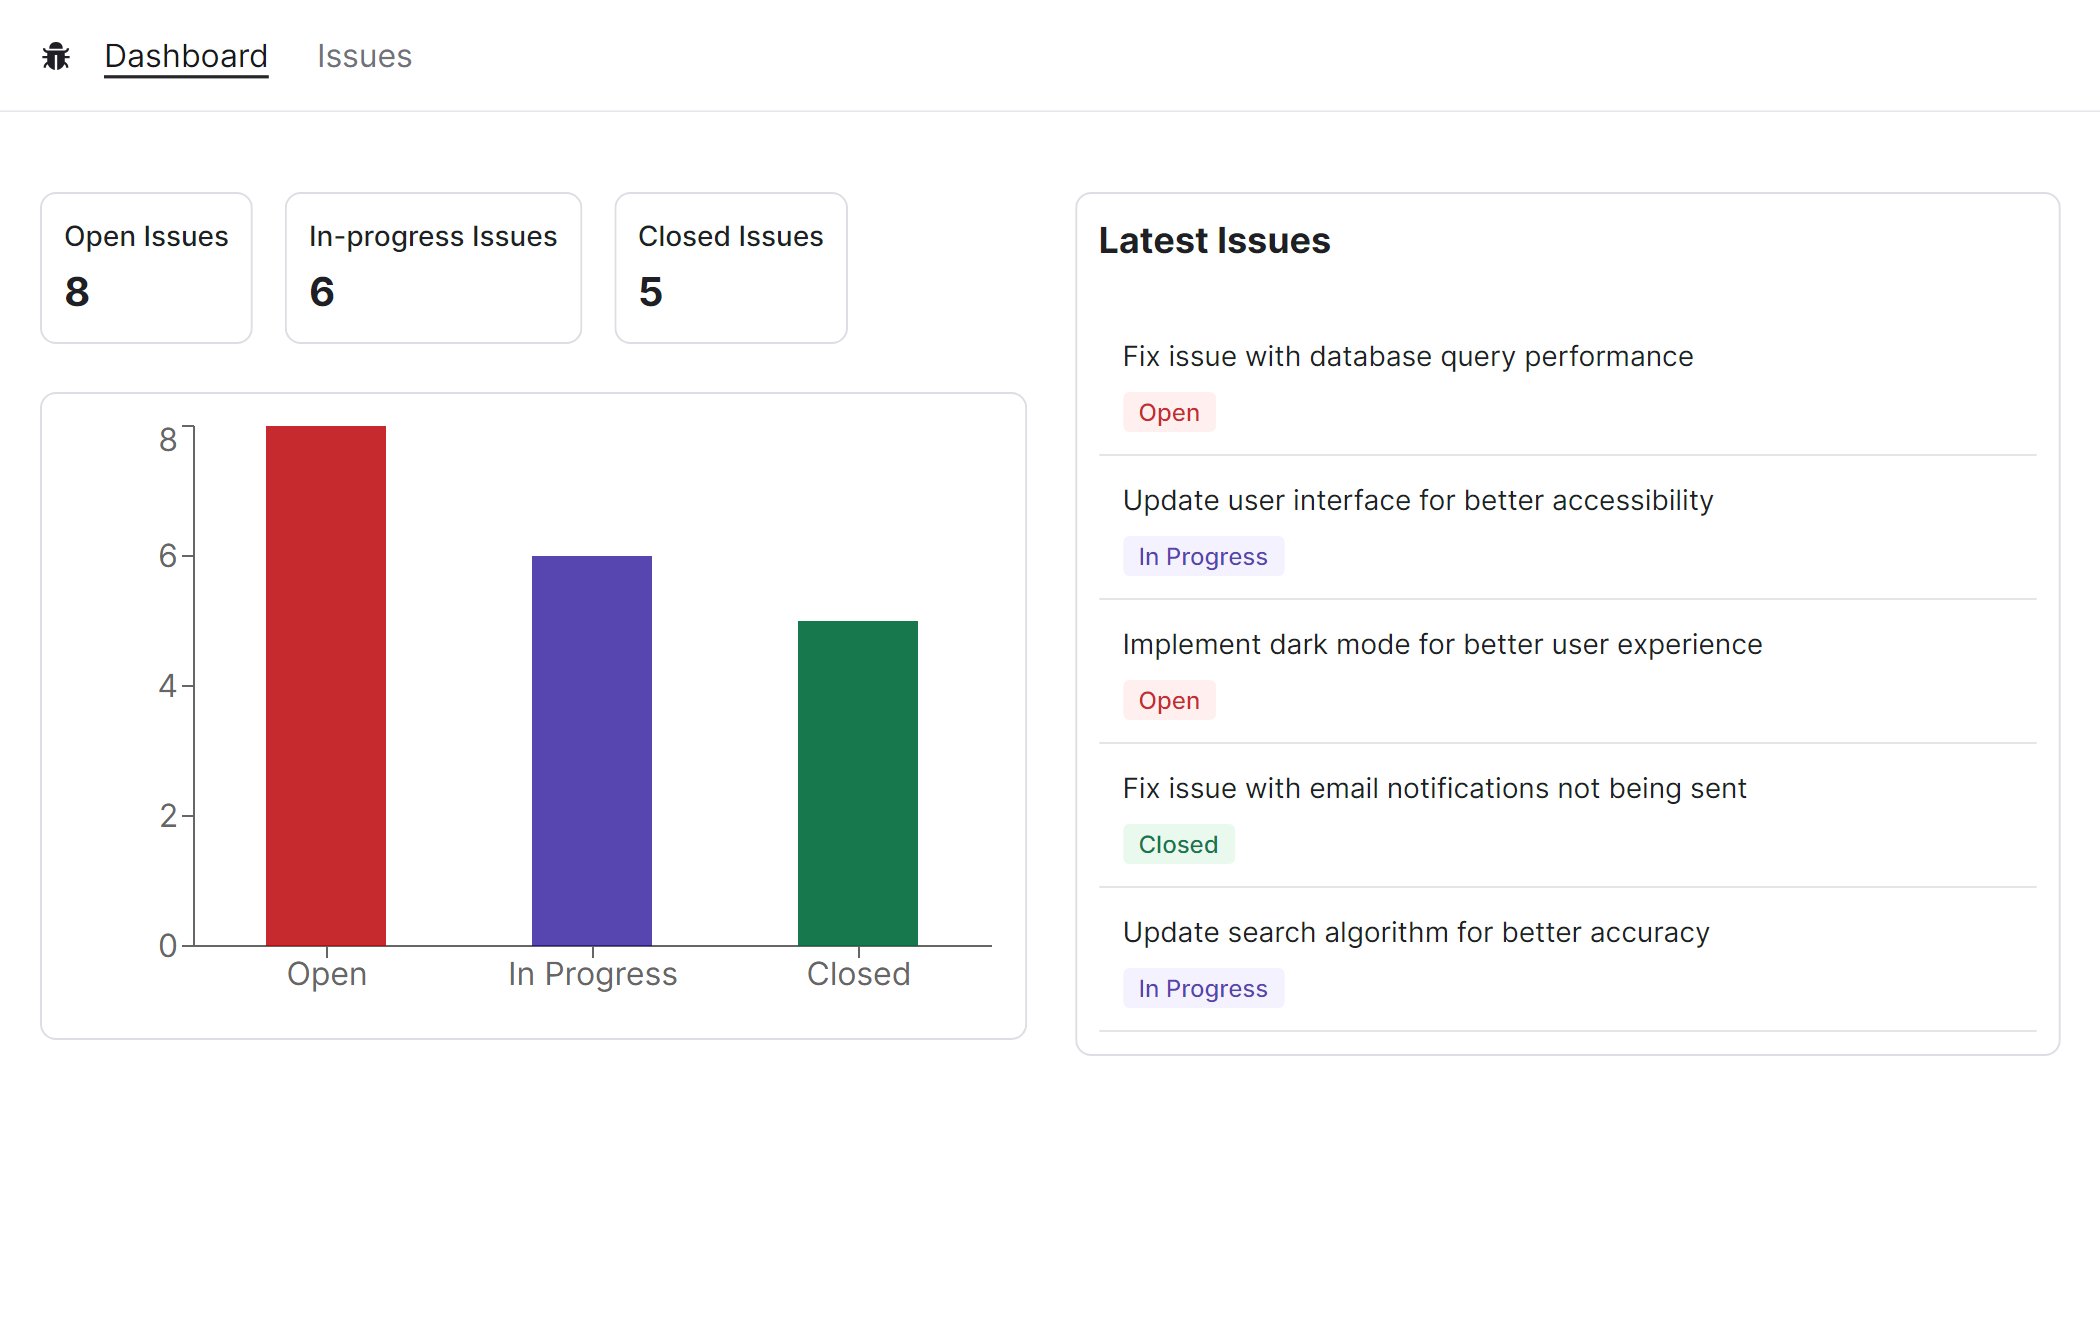 Dashboard Issues
Open Issues
8
In-progress Issues
6
Closed Issues
5
8
6
4
2
0
Open In Progress Closed
Latest Issues
Fix issue with database query performance
Open
Update user interface for better accessibility
In Progress
Implement dark mode for better user experience
Open
Fix issue with email notifications not being sent
Closed
Update search algorithm for better accuracy
In Progress